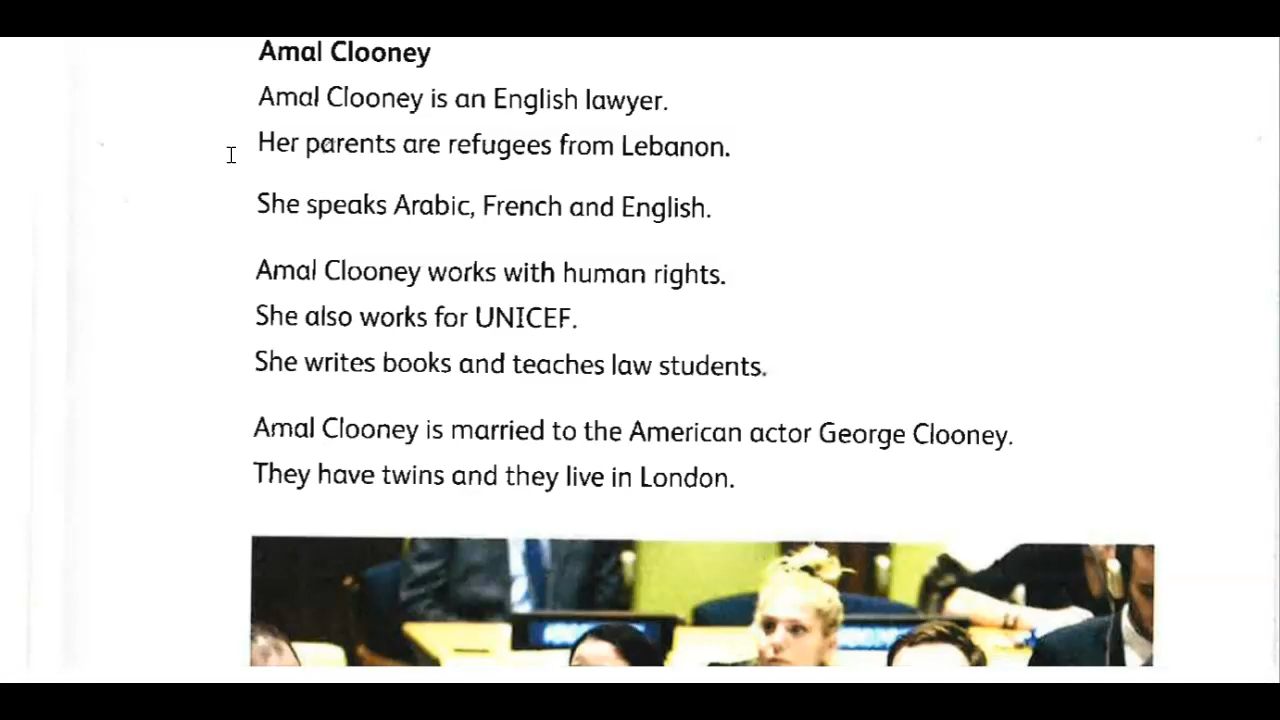 Amal Clooney
Amal Clooney is an English lawyer.
Her parents are refugees from Lebanon.
She speaks Arabic, French and English.
Amal Clooney works with human rights.
She also works for UNICEF.
She writes books and teaches law students.
Amal Clooney is married to the American actor George Clooney.
They have twins and they live in London.